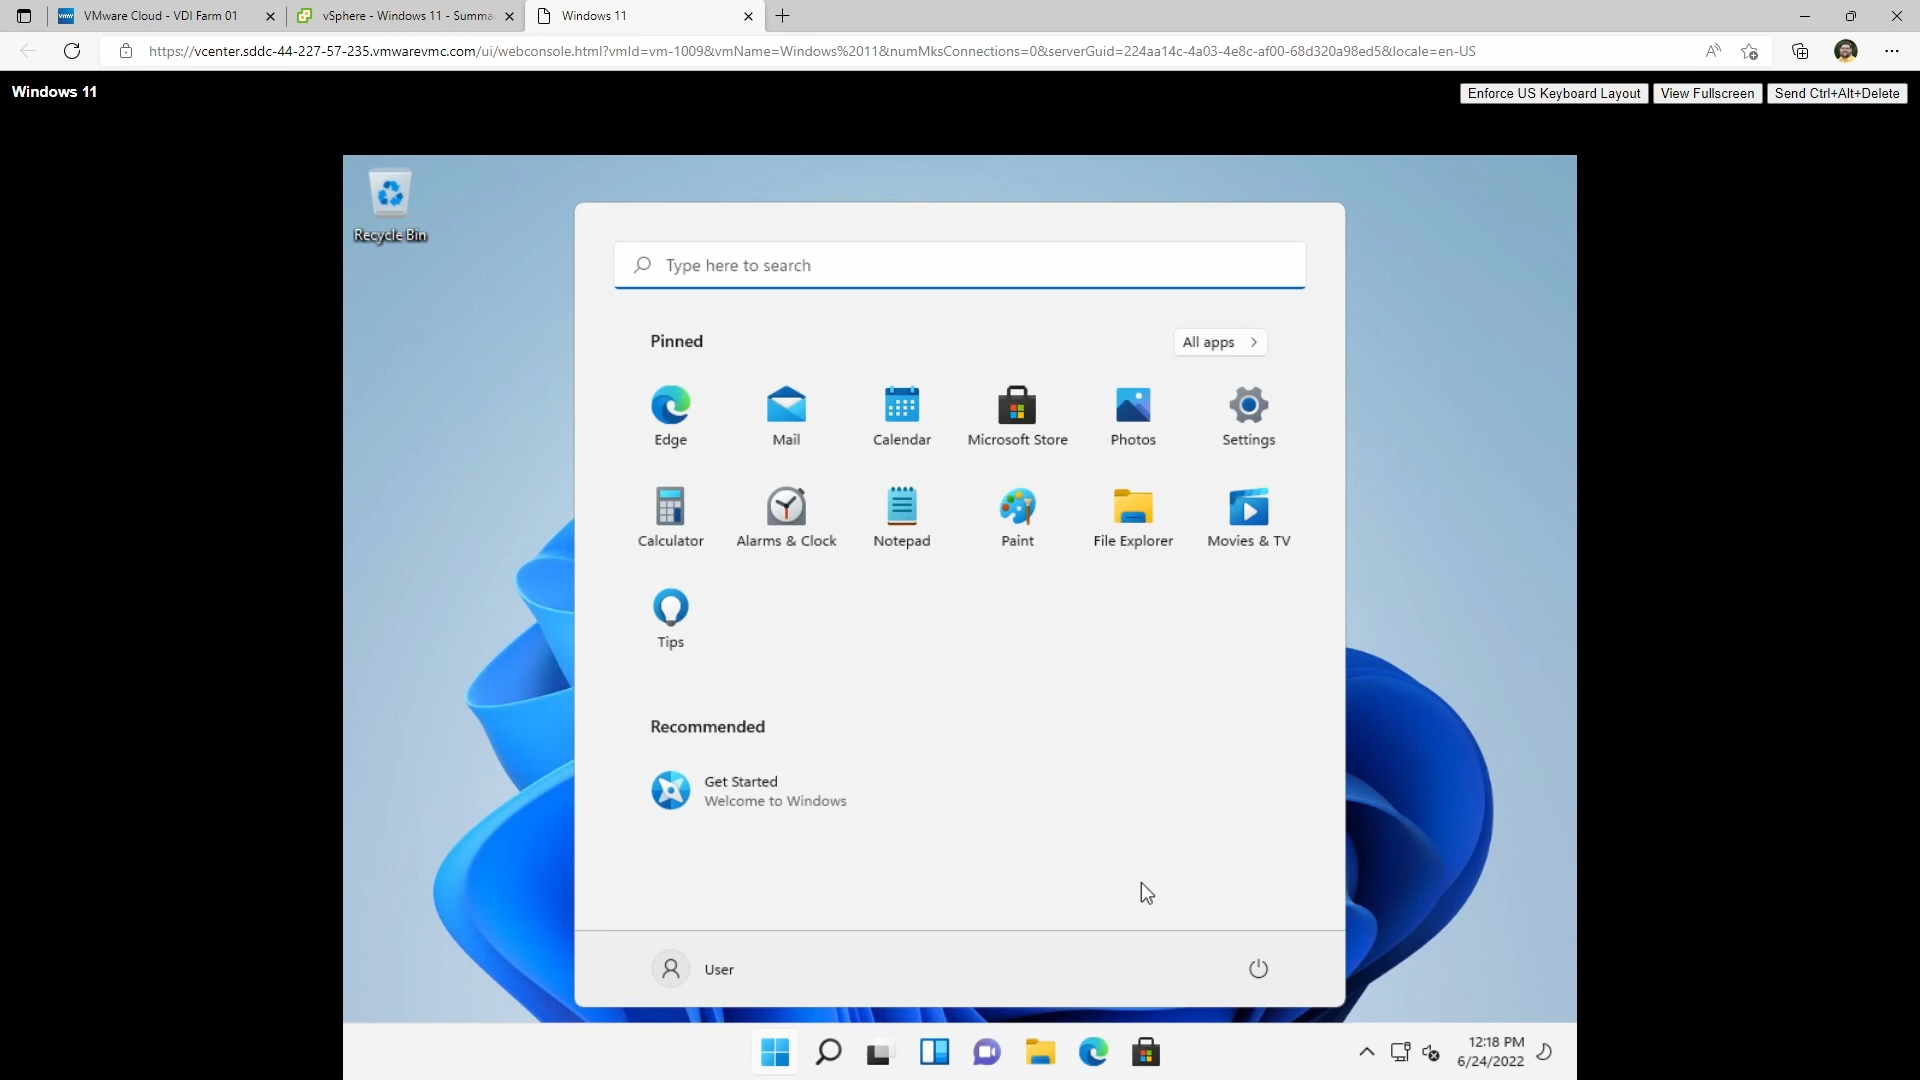 VMware Cloud - VDI Farm 01
vSphere - Windows 11 - Summa
Windows 11
https://vcenter.sddc-44-227-57-235.vmwarevmc.com/ui/webconsole.html?vmId=vm-1009&vmName=Windows%2011&numMksConnections=0&serverGuid=224aa14c-4a03-4e8c-af00-68d320a98ed5&locale=en-US
Windows 11
Enforce US Keyboard Layout
View Fullscreen
Send Ctrl+Alt+Delete
Recycle Bin
Type here to search
Pinned
All apps
Edge
Mail
Calendar
Microsoft Store
Photos
Settings
Calculator
Alarms & Clock
Notepad
Paint
File Explorer
Movies & TV
Tips
Recommended
Get Started
Welcome to Windows
User
12:18 PM
6/24/2022